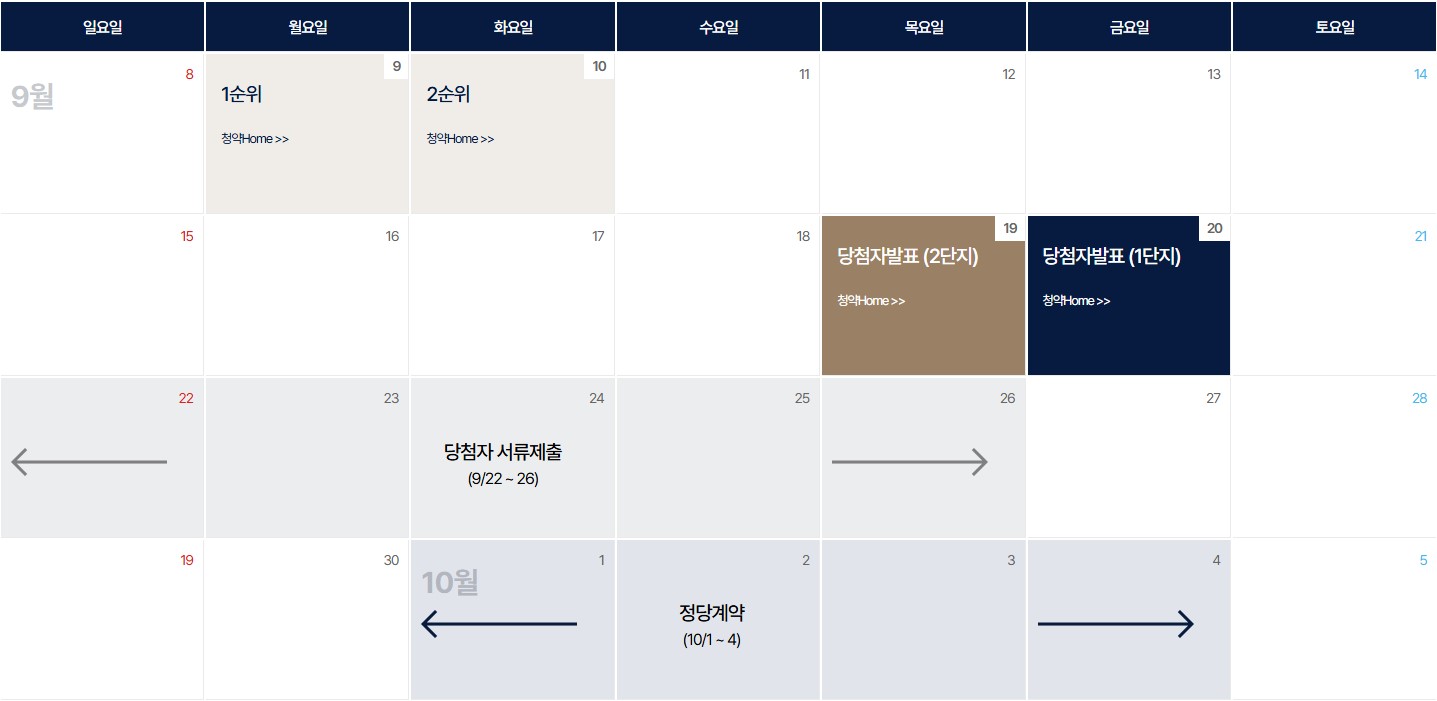 일요일 월요일 화요일 수요일 목요일 금요일 토요일
9월 8 9 10 11 12 13 14
1순위 2순위
청약Home >> 청약Home >>
15 16 17 18 19 20 21
당첨자발표 (2단지) 당첨자발표 (1단지)
청약Home >> 청약Home >>
22 23 24 25 26 27 28
당첨자 서류제출
(9/22 ~ 26)
19 30 1 2 3 4 5
10월
정당계약
(10/1 ~ 4)